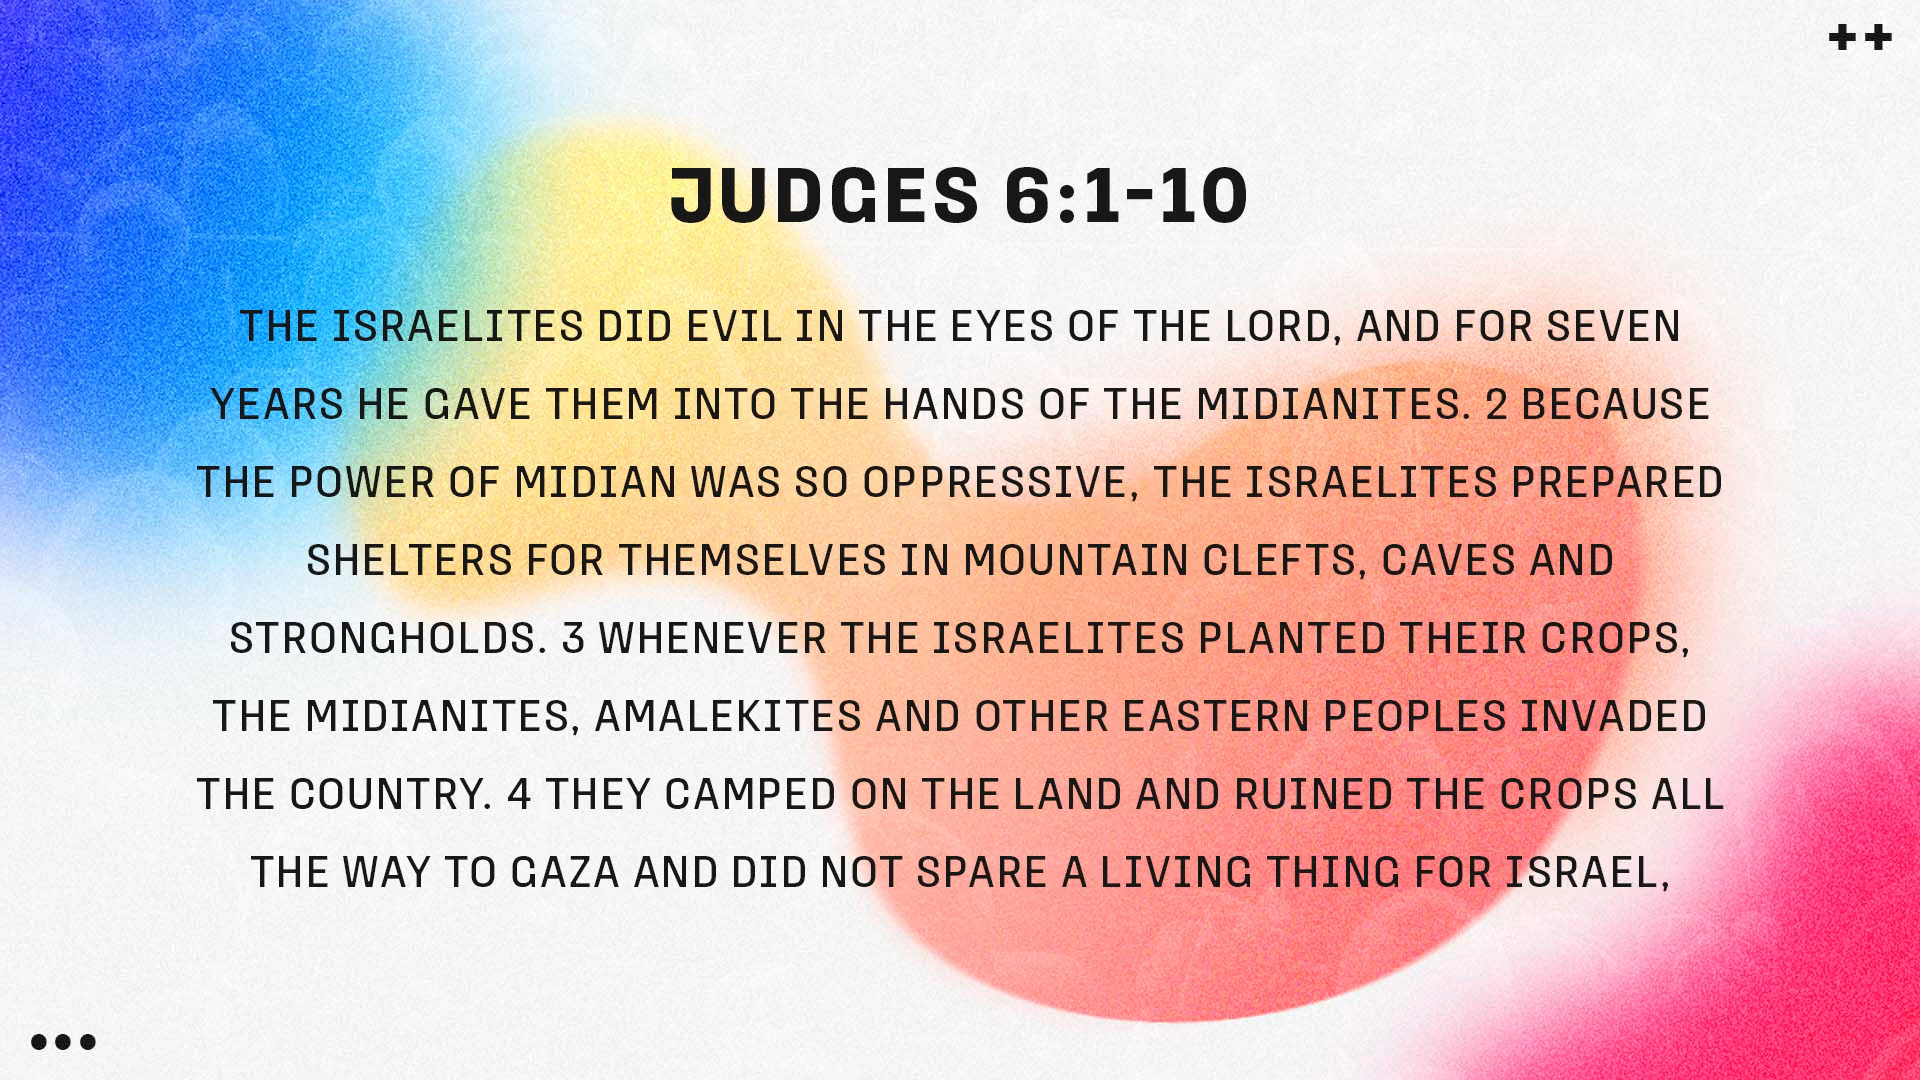 ++
JUDGES 6:1-10
THE ISRAELITES DID EVIL IN THE EYES OF THE LORD, AND FOR SEVEN
YEARS HE GAVE THEM INTO THE HANDS OF THE MIDIANITES. 2 BECAUSE
THE POWER OF MIDIAN WAS SO OPPRESSIVE, THE ISRAELITES PREPARED
SHELTERS FOR THEMSELVES IN MOUNTAIN CLEFTS, CAVES AND
STRONGHOLDS. 3 WHENEVER THE ISRAELITES PLANTED THEIR CROPS,
THE MIDIANITES, AMALEKITES AND OTHER EASTERN PEOPLES INVADED
THE COUNTRY. 4 THEY CAMPED ON THE LAND AND RUINED THE CROPS ALL
THE WAY TO GAZA AND DID NOT SPARE A LIVING THING FOR ISRAEL,